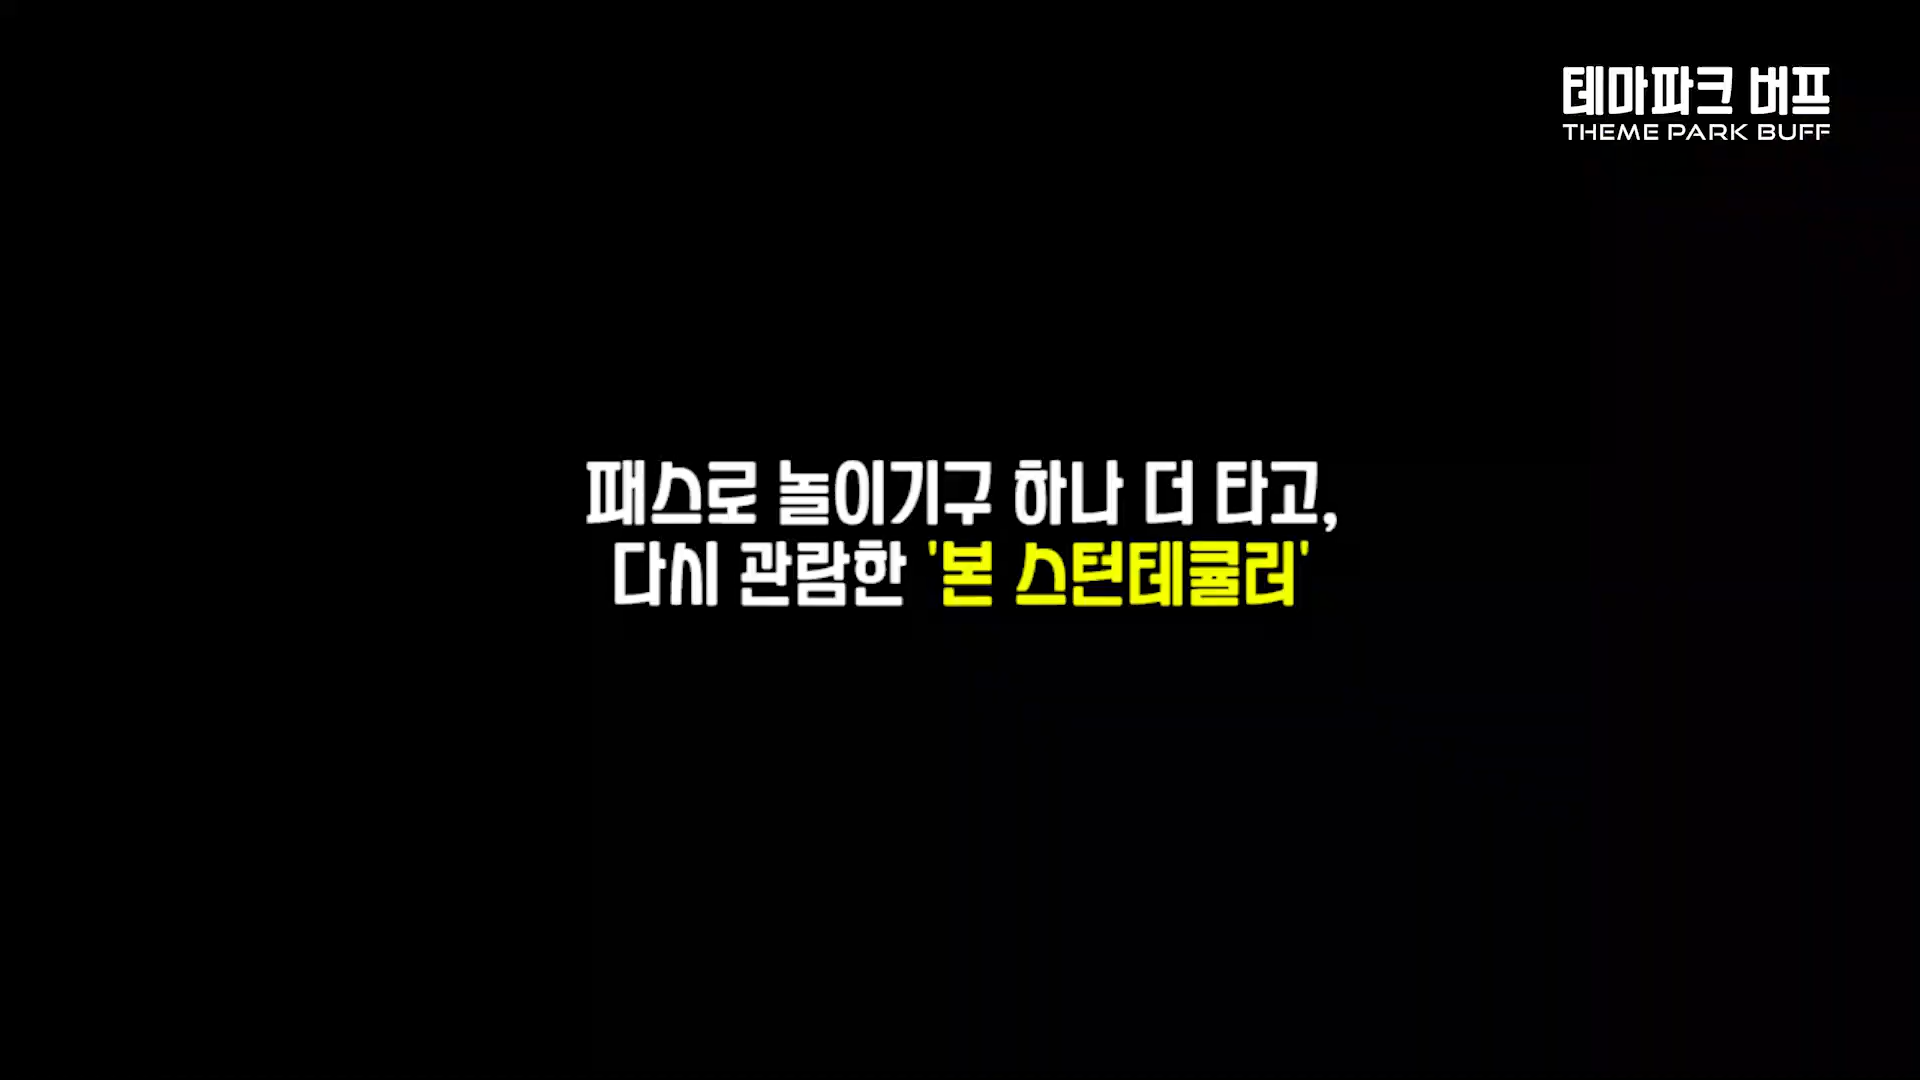 테마파크 버프
THEME PARK BUFF
패스로 놀이기구 하나 더 타고,
다시 관람한 '본 스턴테큘러'